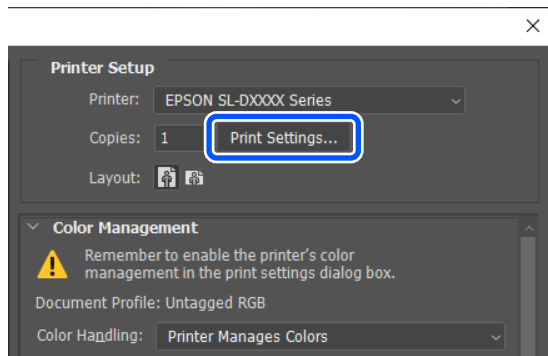 Printer Setup
Printer: EPSON SL-DXXXX Series
Copies: 1 Print Settings...
Layout:
Color Management
Remember to enable the printer's color
management in the print settings dialog box.
Document Profile: Untagged RGB
Color Handling: Printer Manages Colors